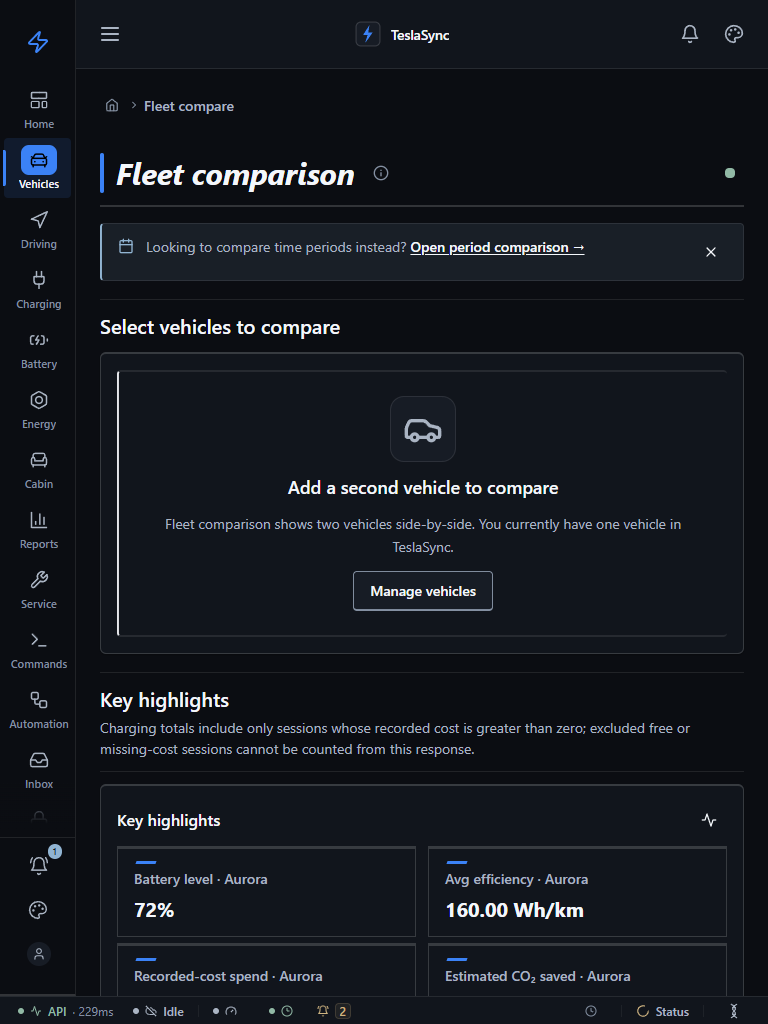 TeslaSync
Home
Vehicles
Driving
Charging
Battery
Energy
Cabin
Reports
Service
Commands
Automation
Inbox
1
Fleet compare
Fleet comparison
Looking to compare time periods instead? Open period comparison →
Select vehicles to compare
Add a second vehicle to compare
Fleet comparison shows two vehicles side-by-side. You currently have one vehicle in
TeslaSync.
Manage vehicles
Key highlights
Charging totals include only sessions whose recorded cost is greater than zero; excluded free or
missing-cost sessions cannot be counted from this response.
Key highlights
Battery level · Aurora
72%
Avg efficiency · Aurora
160.00 Wh/km
Recorded-cost spend · Aurora
Estimated CO₂ saved · Aurora
API · 229ms
Idle
2
Status